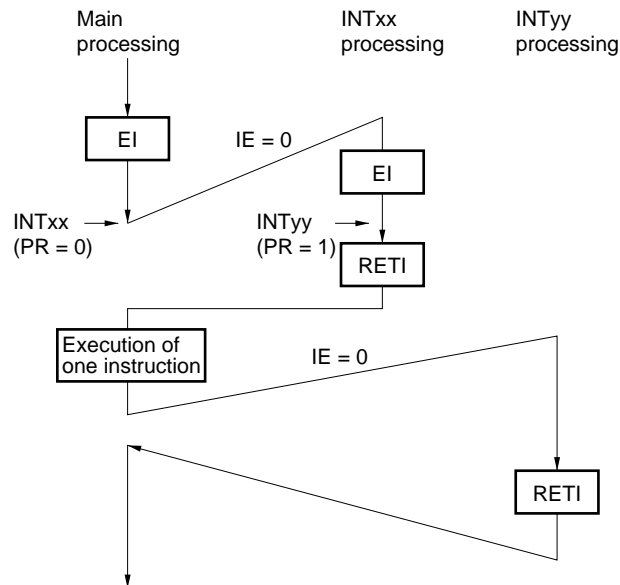 Main
processing
INTxx
processing
INTyy
processing
EI
IE = 0
EI
INTxx
(PR = 0)
INTyy
(PR = 1)
RETI
Execution of
one instruction
IE = 0
RETI